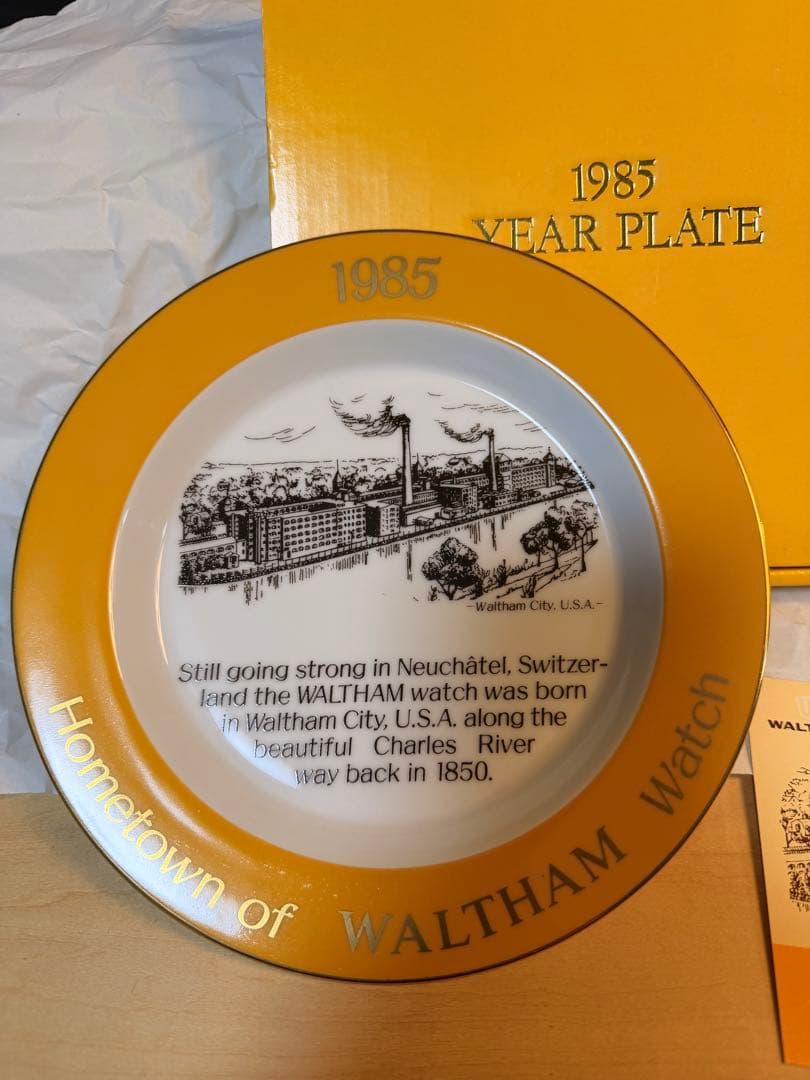 1985
YEAR PLATE
1985
–Waltham City, U.S.A.–
Still going strong in Neuchâtel, Switzer-
land the WALTHAM watch was born
in Waltham City, U.S.A. along the
beautiful Charles River
way back in 1850.
Hometown of WALTHAM Watch